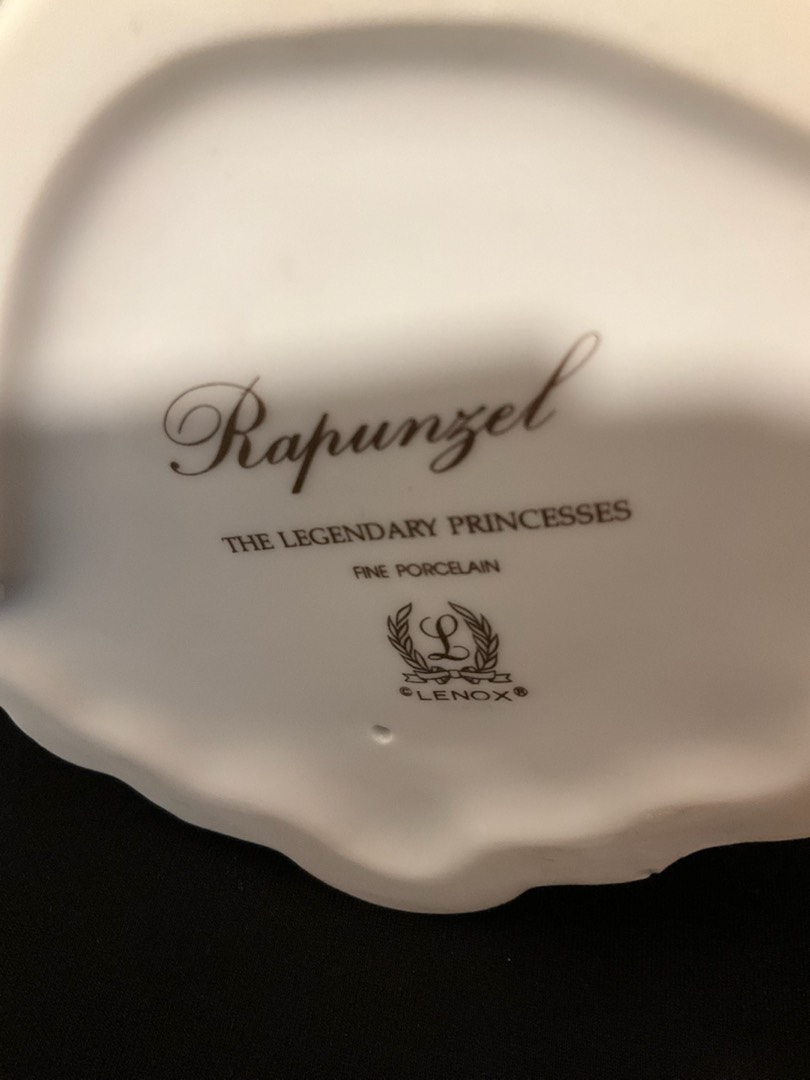 Rapunzel
THE LEGENDARY PRINCESSES
FINE PORCELAIN
L
©LENOX®